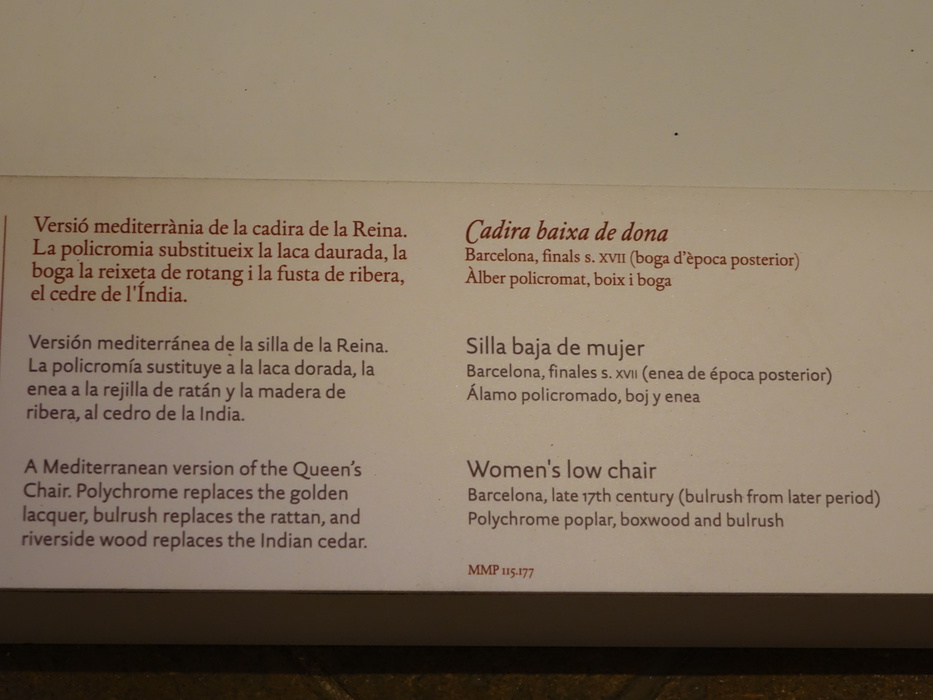 Versió mediterrània de la cadira de la Reina.
La policromia substitueix la laca daurada, la
boga la reixeta de rotang i la fusta de ribera,
el cedre de l'Índia.
Versión mediterránea de la silla de la Reina.
La policromía sustituye a la laca dorada, la
enea a la rejilla de ratán y la madera de
ribera, al cedro de la India.
A Mediterranean version of the Queen's
Chair. Polychrome replaces the golden
lacquer, bulrush replaces the rattan, and
riverside wood replaces the Indian cedar.
Cadira baixa de dona
Barcelona, finals s. XVII (boga d'època posterior)
Àlber policromat, boix i boga
Silla baja de mujer
Barcelona, finales s. XVII (enea de época posterior)
Álamo policromado, boj y enea
Women's low chair
Barcelona, late 17th century (bulrush from later period)
Polychrome poplar, boxwood and bulrush
MMP 115.177